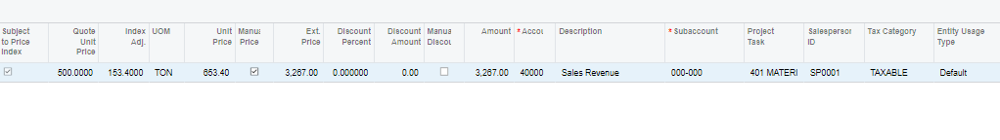 Subject to Price Index Quote Unit Price Index Adj. UOM Unit Price Manu Price Ext. Price Discount Percent Discount Amount Manua Discou Amount * Accou Description * Subaccount Project Task Salesperson ID Tax Category Entity Usage Type
500.0000 153.4000 TON 653.40 3,267.00 0.000000 0.00 3,267.00 40000 Sales Revenue 000-000 401 MATERI SP0001 TAXABLE Default